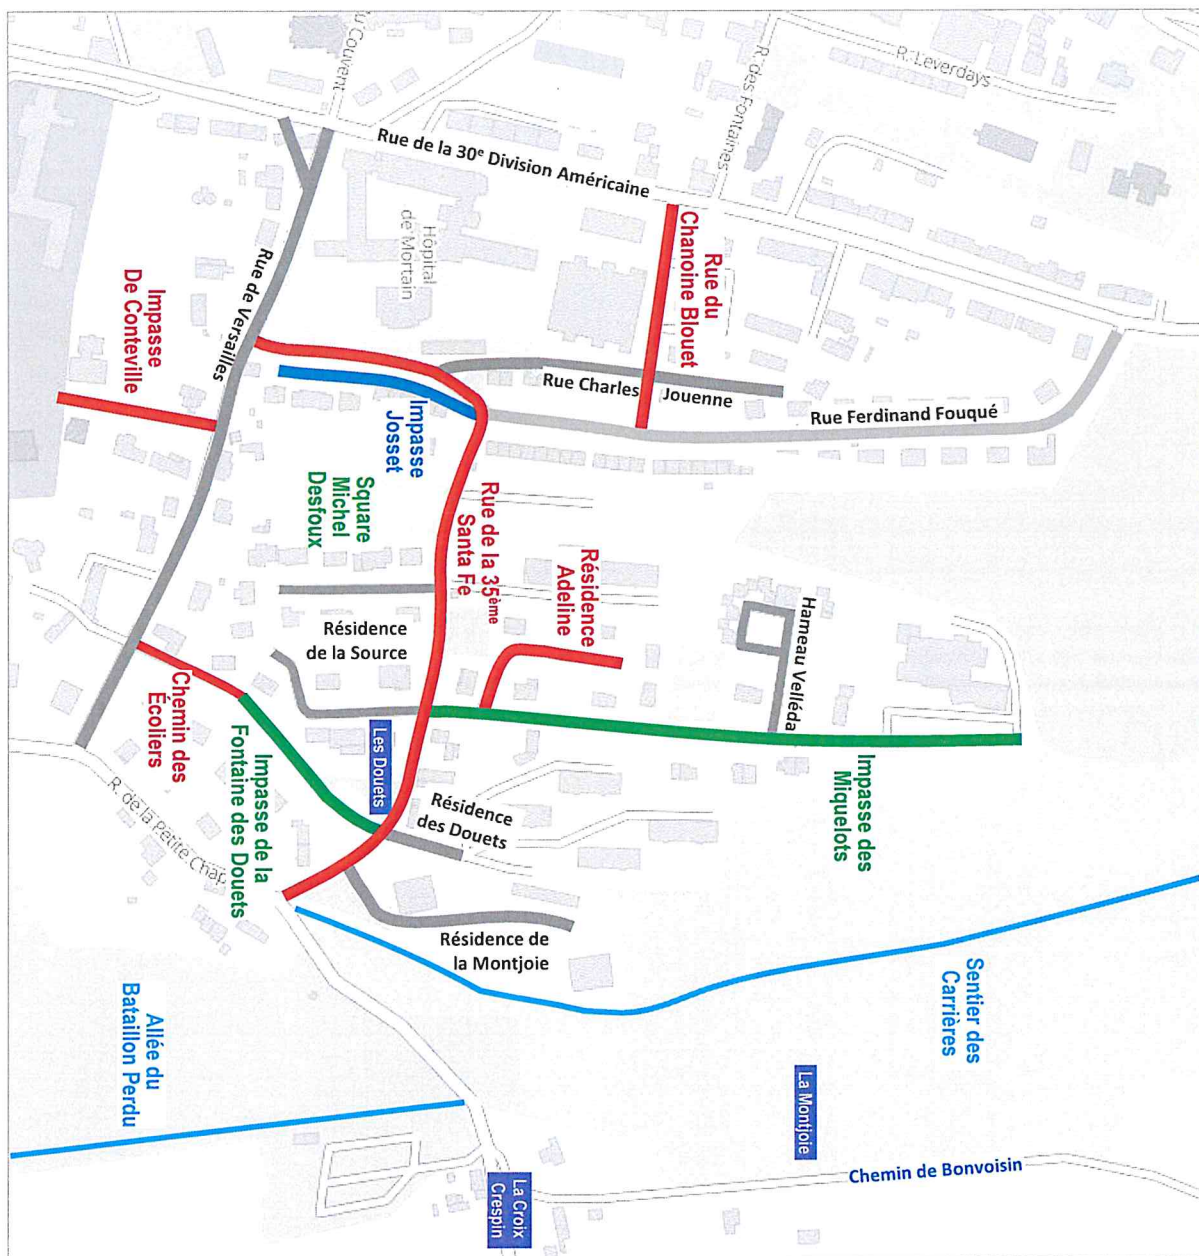 Couvent
R. des Fontaines
R. Leverdays
Rue de la 30e Division Américaine
Hôpital
de Mortain
Rue du
Chanoine Blouet
Rue de Versailles
Impasse
De Conteville
Rue Charles Jouenne
Rue Ferdinand Fouqué
Impasse
Josset
Square
Michel
Desfoux
Rue de la 35ème
Santa Fe
Résidence
Adeline
Hameau Velléda
Résidence
de la Source
Chemin des
Écoliers
Les Douets
Impasse de la
Fontaine des Douets
Résidence
des Douets
Impasse des
Miquelots
R. de la Petite Chap
Résidence de
la Montjoie
Sentier des
Carrières
Allée du
Bataillon Perdu
La Montjoie
Chemin de Bonvoisin
La Croix
Crespin